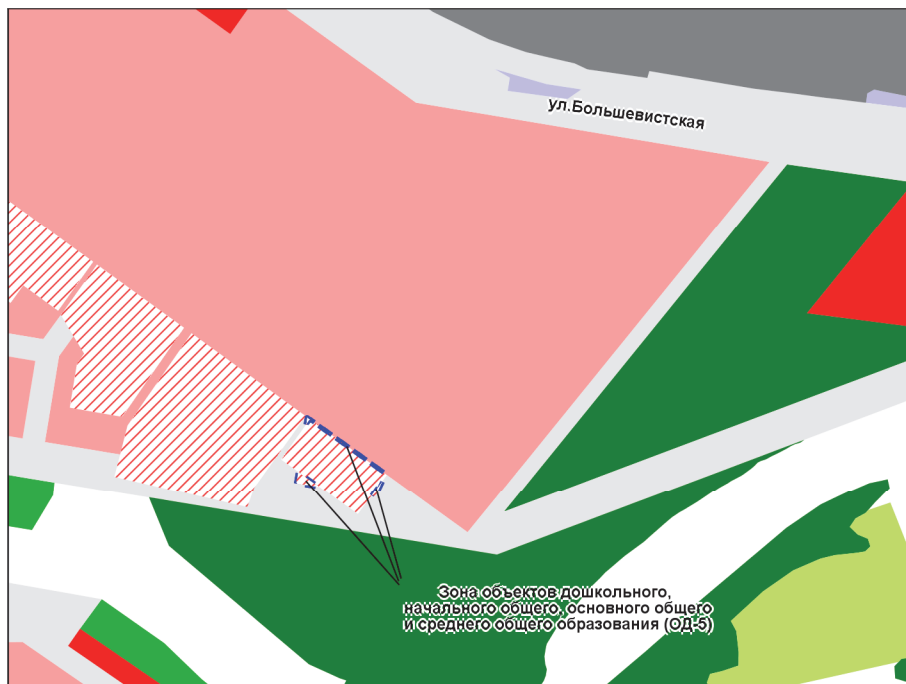 ул.Большевистская
Зона объектов дошкольного,
начального общего, основного общего
и среднего общего образования (ОД-5)